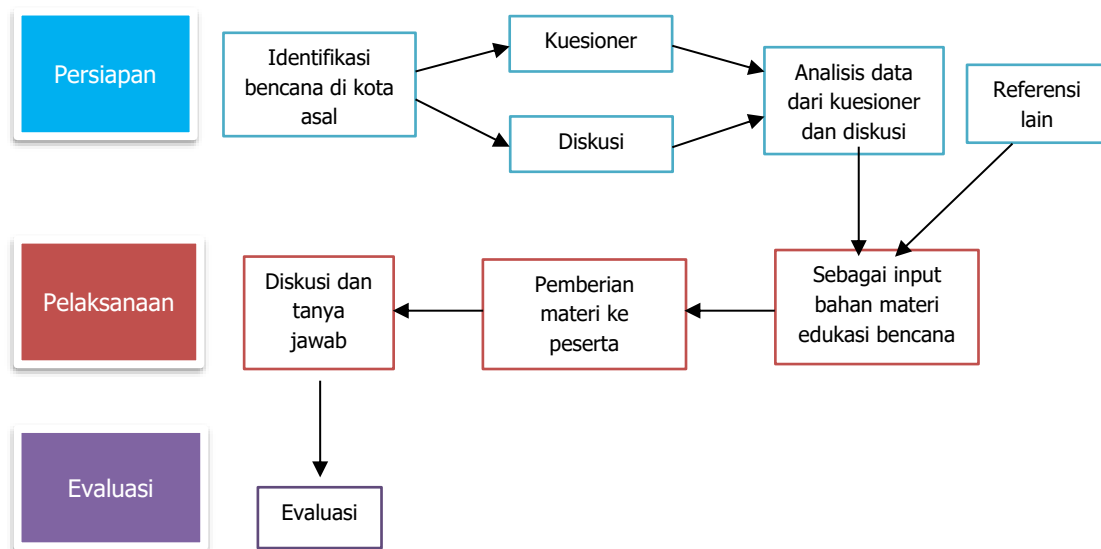 Persiapan
Identifikasi
bencana di kota
asal
Kuesioner
Diskusi
Analisis data
dari kuesioner
dan diskusi
Referensi
lain
Pelaksanaan
Diskusi dan
tanya
jawab
Pemberian
materi ke
peserta
Sebagai input
bahan materi
edukasi bencana
Evaluasi
Evaluasi